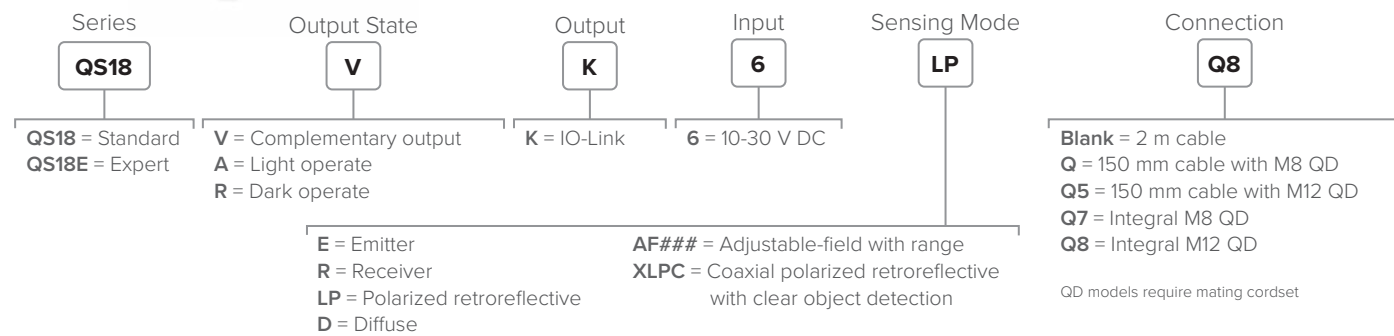 Series
Output State
Output
Input
Sensing Mode
Connection
QS18
V
K
6
LP
Q8
QS18 = Standard
QS18E = Expert
V = Complementary output
A = Light operate
R = Dark operate
K = IO-Link
6 = 10-30 V DC
E = Emitter
R = Receiver
LP = Polarized retroreflective
D = Diffuse
AF### = Adjustable-field with range
XLPC = Coaxial polarized retroreflective
with clear object detection
Blank = 2 m cable
Q = 150 mm cable with M8 QD
Q5 = 150 mm cable with M12 QD
Q7 = Integral M8 QD
Q8 = Integral M12 QD
QD models require mating cordset